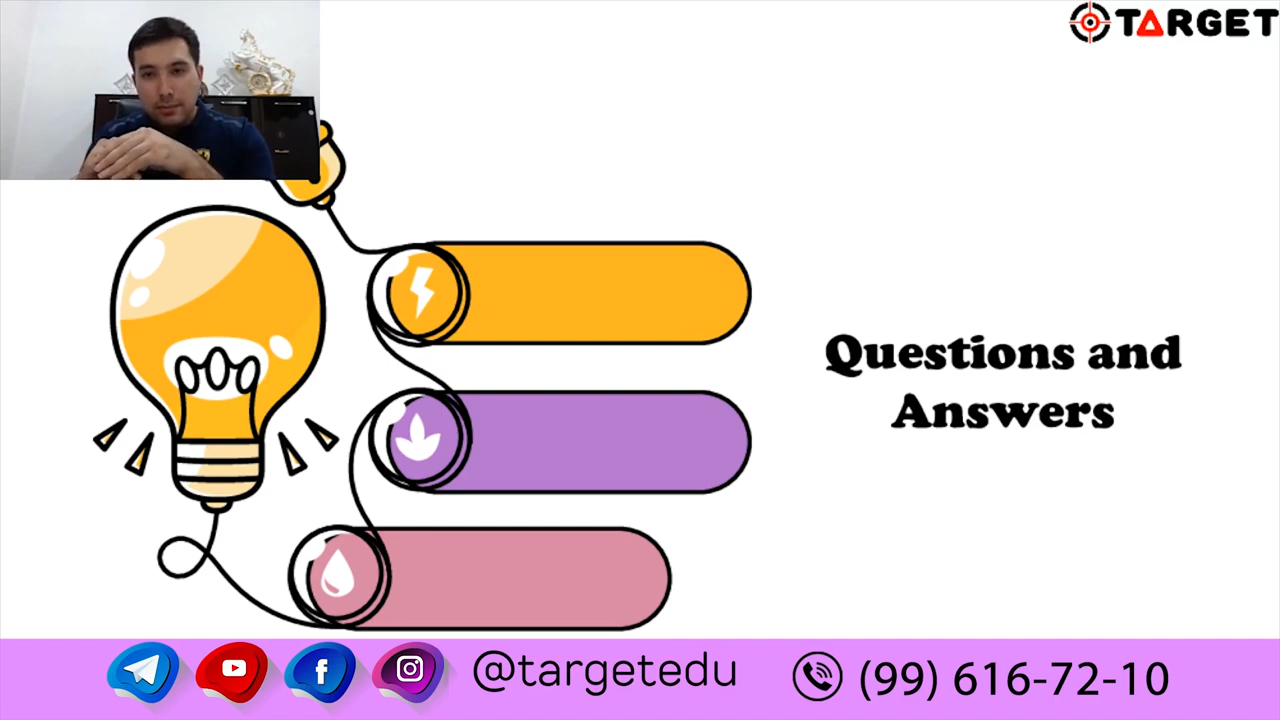 TARGET
Questions and
Answers
@targetedu
(99) 616-72-10